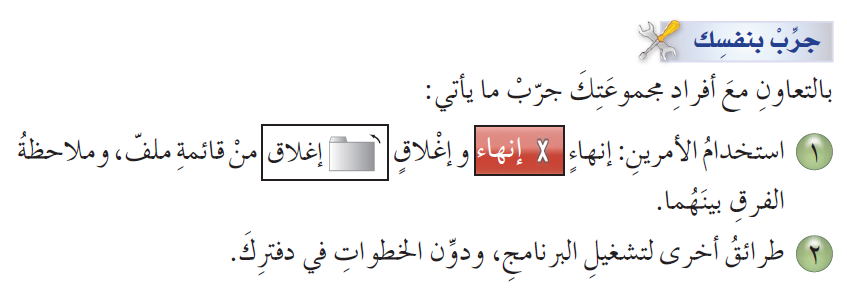 جرِّبْ بنفسِك
بالتعاونِ معَ أفرادِ مجموعَتِكَ جرّبْ ما يأتي:
١ استخدامُ الأمرينِ: إنهاءٍ X إنهاء و إغْلاقٍ إغلاق منْ قائمةِ ملفّ، وملاحظةُ
الفرقِ بينَهُما.
٢ طرائقُ أخرى لتشغيلِ البرنامجِ، ودوِّن الخطواتِ في دفترِكَ.